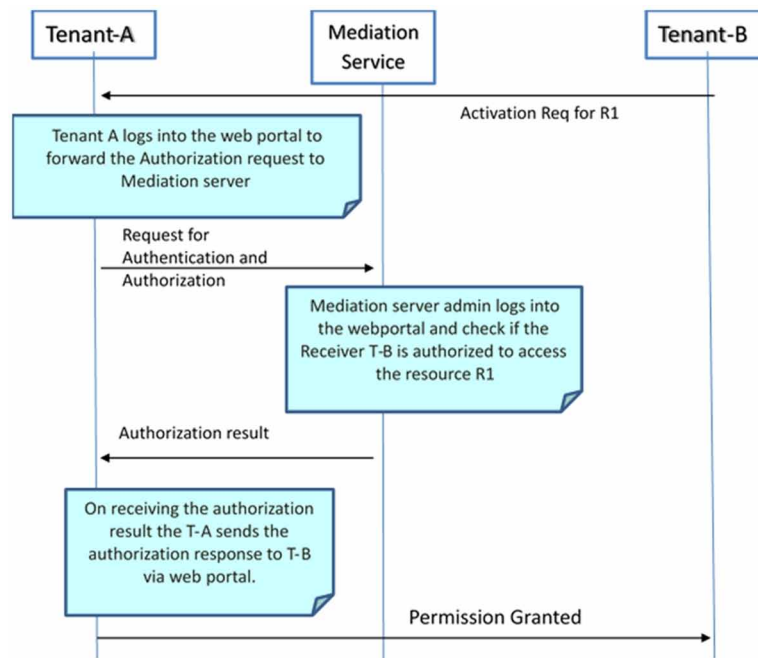 Tenant-A
Mediation
Service
Tenant-B
Activation Req for R1
Tenant A logs into the web portal to
forward the Authorization request to
Mediation server
Request for
Authentication and
Authorization
Mediation server admin logs into
the webportal and check if the
Receiver T-B is authorized to access
the resource R1
Authorization result
On receiving the authorization
result the T-A sends the
authorization response to T-B
via web portal.
Permission Granted